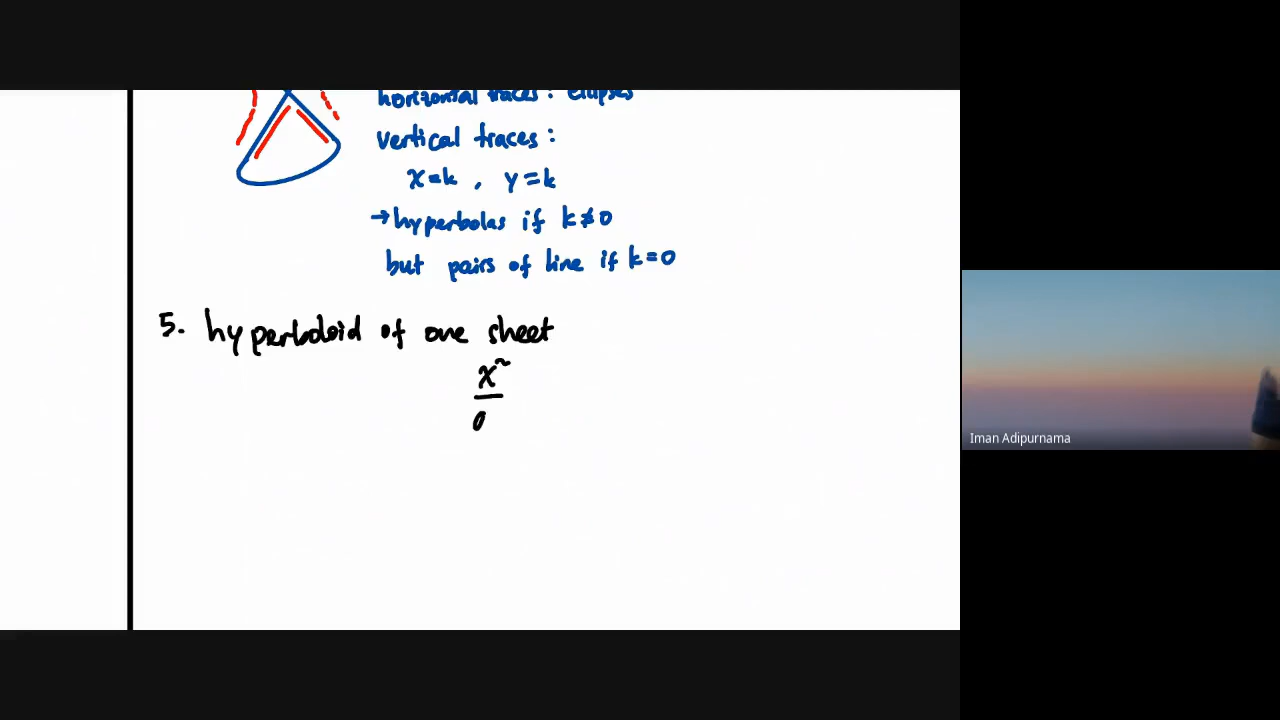 horizontal traces: ellipses
vertical traces:
x=k , y=k
→hyperbolas if k≠0
but pairs of line if k=0
5. hyperboloid of one sheet
x²
Iman Adipurnama